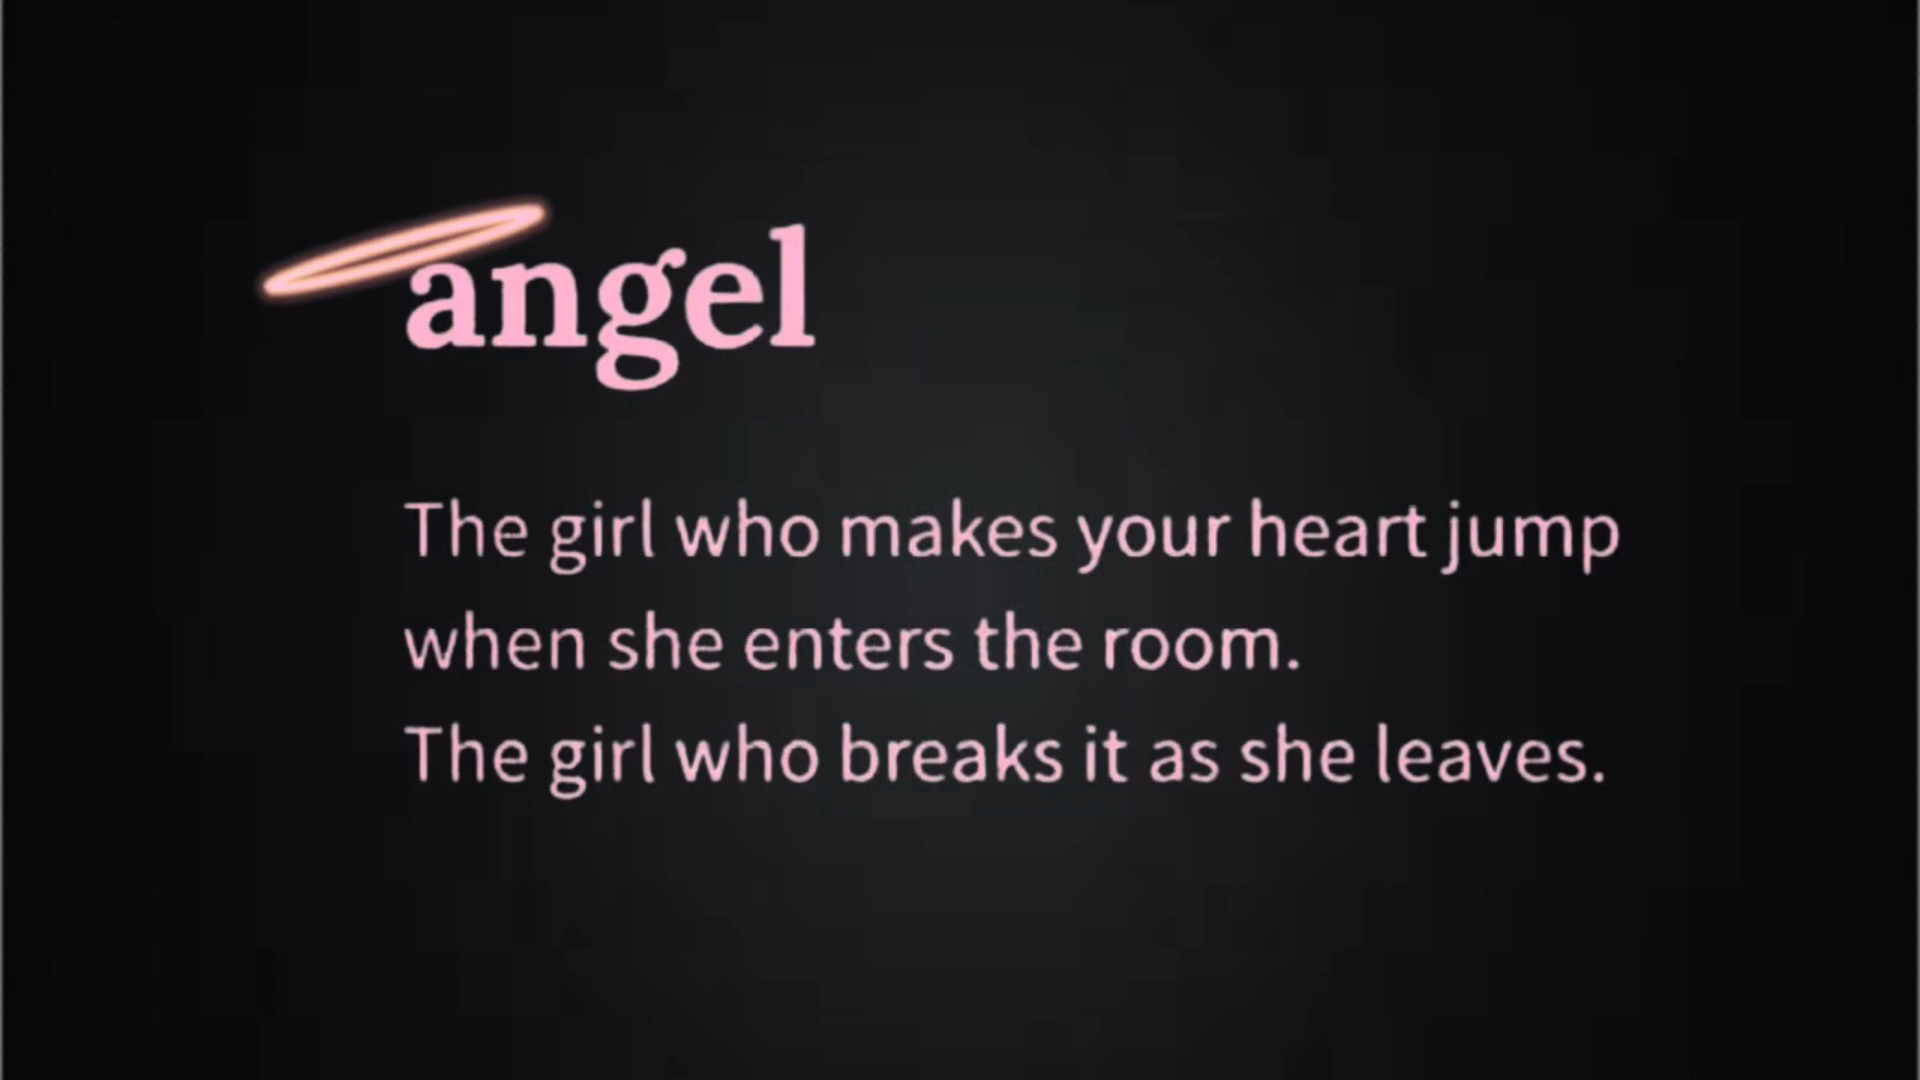 angel
The girl who makes your heart jump
when she enters the room.
The girl who breaks it as she leaves.